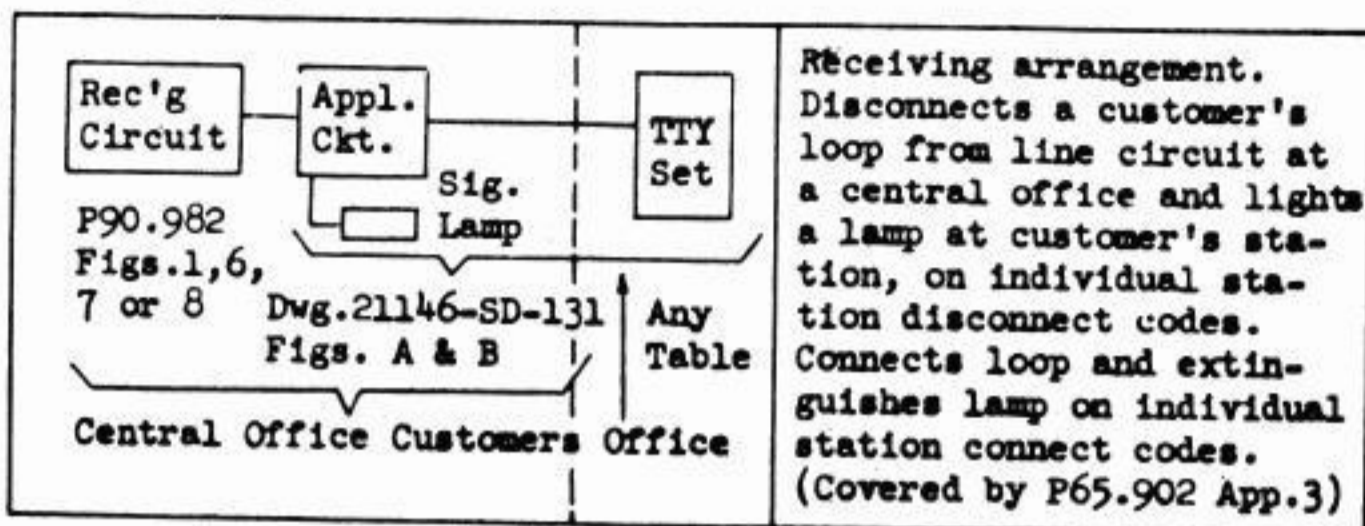 Rec'g
Circuit
Appl.
Ckt.
TTY
Set
Sig.
Lamp
P90.982
Figs.1,6,
7 or 8
Dwg.21146-SD-131
Figs. A & B
Any
Table
Central Office Customers Office
Receiving arrangement.
Disconnects a customer's
loop from line circuit at
a central office and lights
a lamp at customer's sta-
tion, on individual sta-
tion disconnect codes.
Connects loop and extin-
guishes lamp on individual
station connect codes.
(Covered by P65.902 App.3)